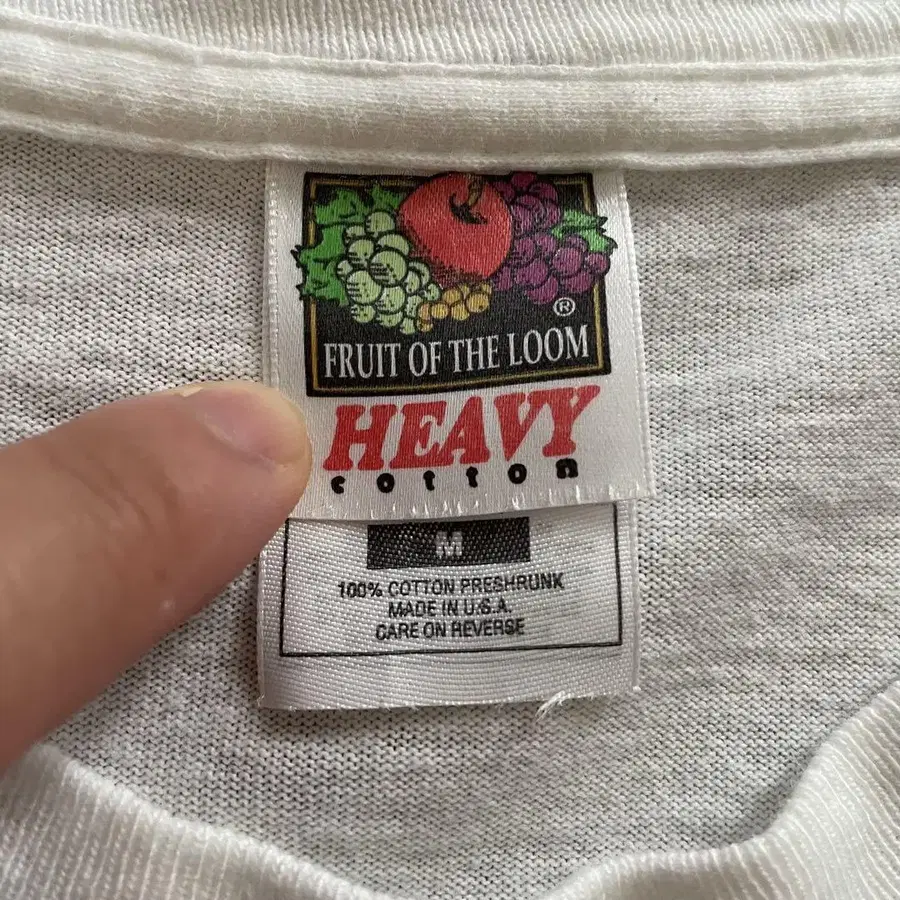 ®
FRUIT OF THE LOOM
HEAVY
cotton
M
100% COTTON PRESHRUNK
MADE IN U.S.A.
CARE ON REVERSE